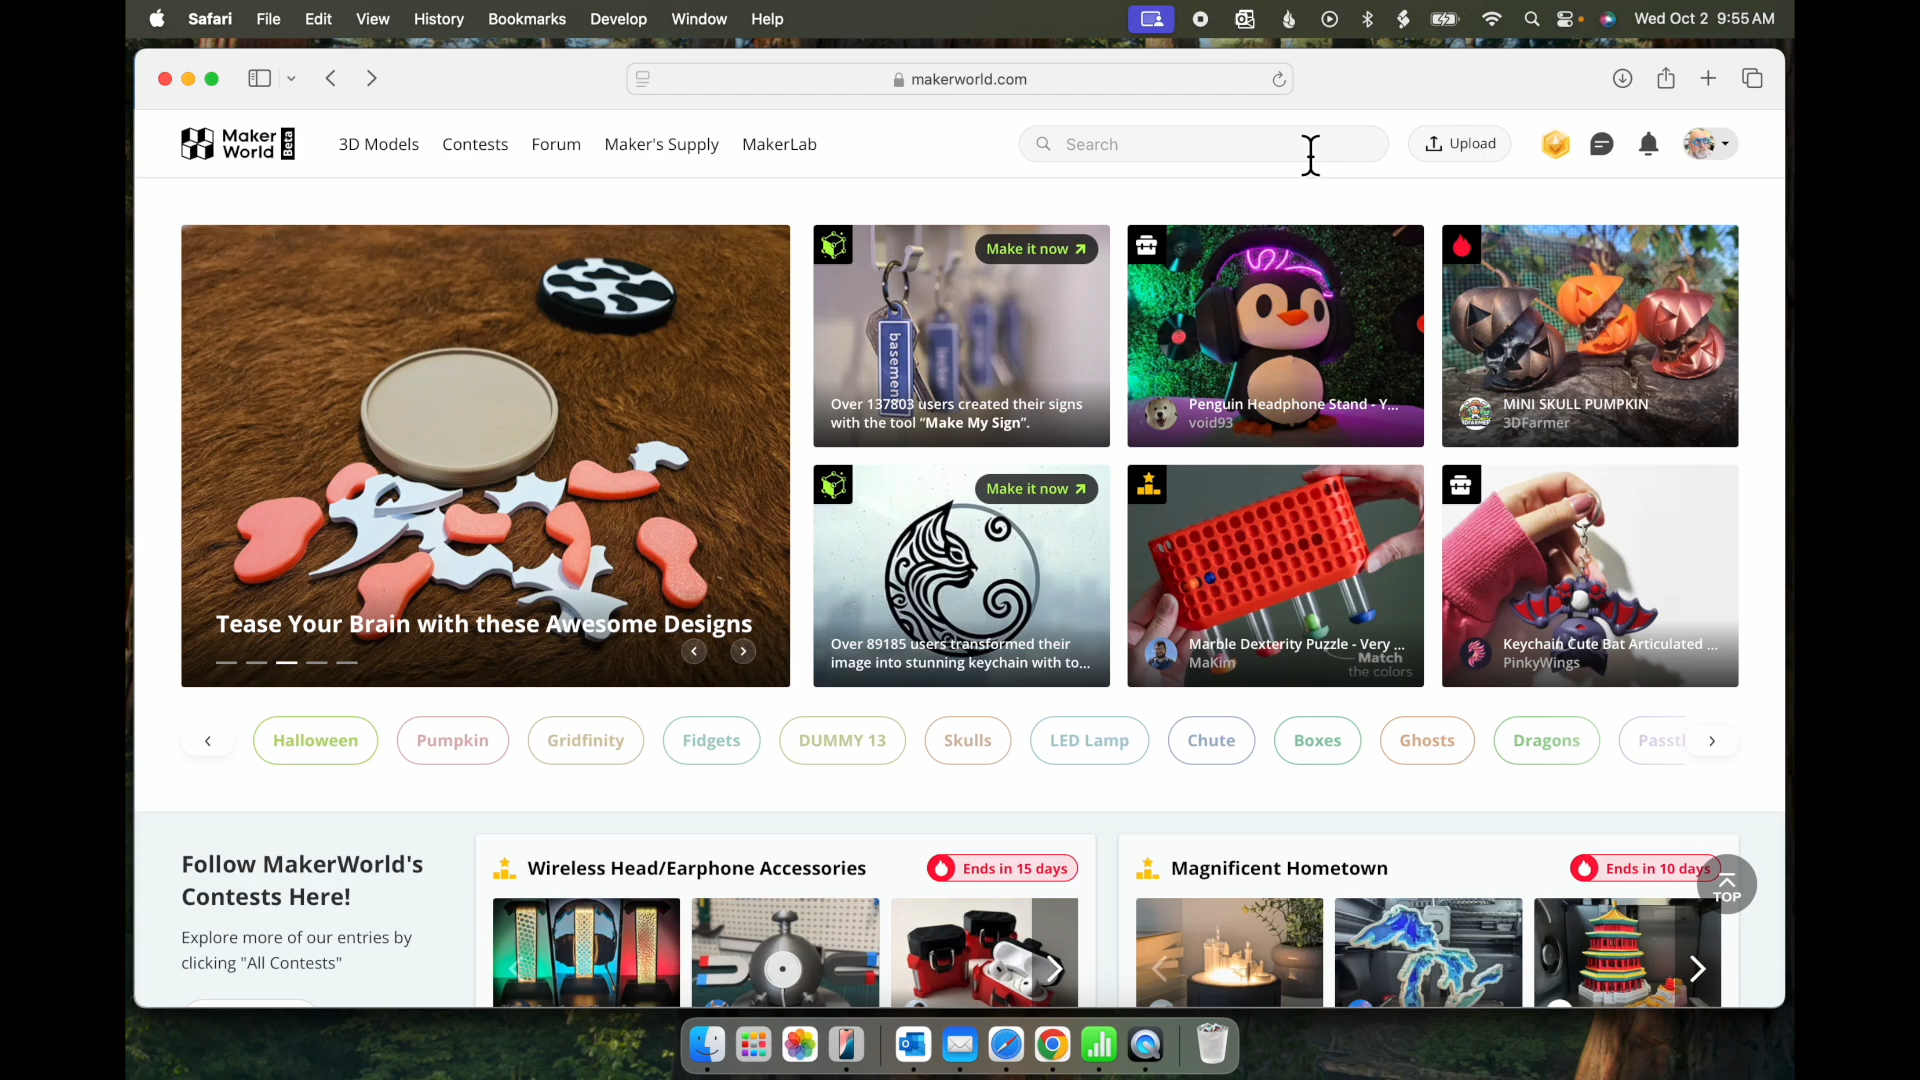 Safari File Edit View History Bookmarks Develop Window Help
Wed Oct 2 9:55 AM
makerworld.com
Maker World Beta
3D Models Contests Forum Maker's Supply MakerLab
Search
Upload
Tease Your Brain with these Awesome Designs
Make it now
basement
Over 137803 users created their signs
with the tool “Make My Sign”.
Penguin Headphone Stand - Y...
void93
MINI SKULL PUMPKIN
3DFarmer
Make it now
Over 89185 users transformed their
image into stunning keychain with to...
Marble Dexterity Puzzle - Very ...
MaKim
Match
the colors
Keychain Cute Bat Articulated ...
PinkyWings
Halloween Pumpkin Gridfinity Fidgets DUMMY 13 Skulls LED Lamp Chute Boxes Ghosts Dragons
Follow MakerWorld's
Contests Here!
Explore more of our entries by
clicking "All Contests"
Wireless Head/Earphone Accessories
Ends in 15 days
Magnificent Hometown
Ends in 10 days
TOP